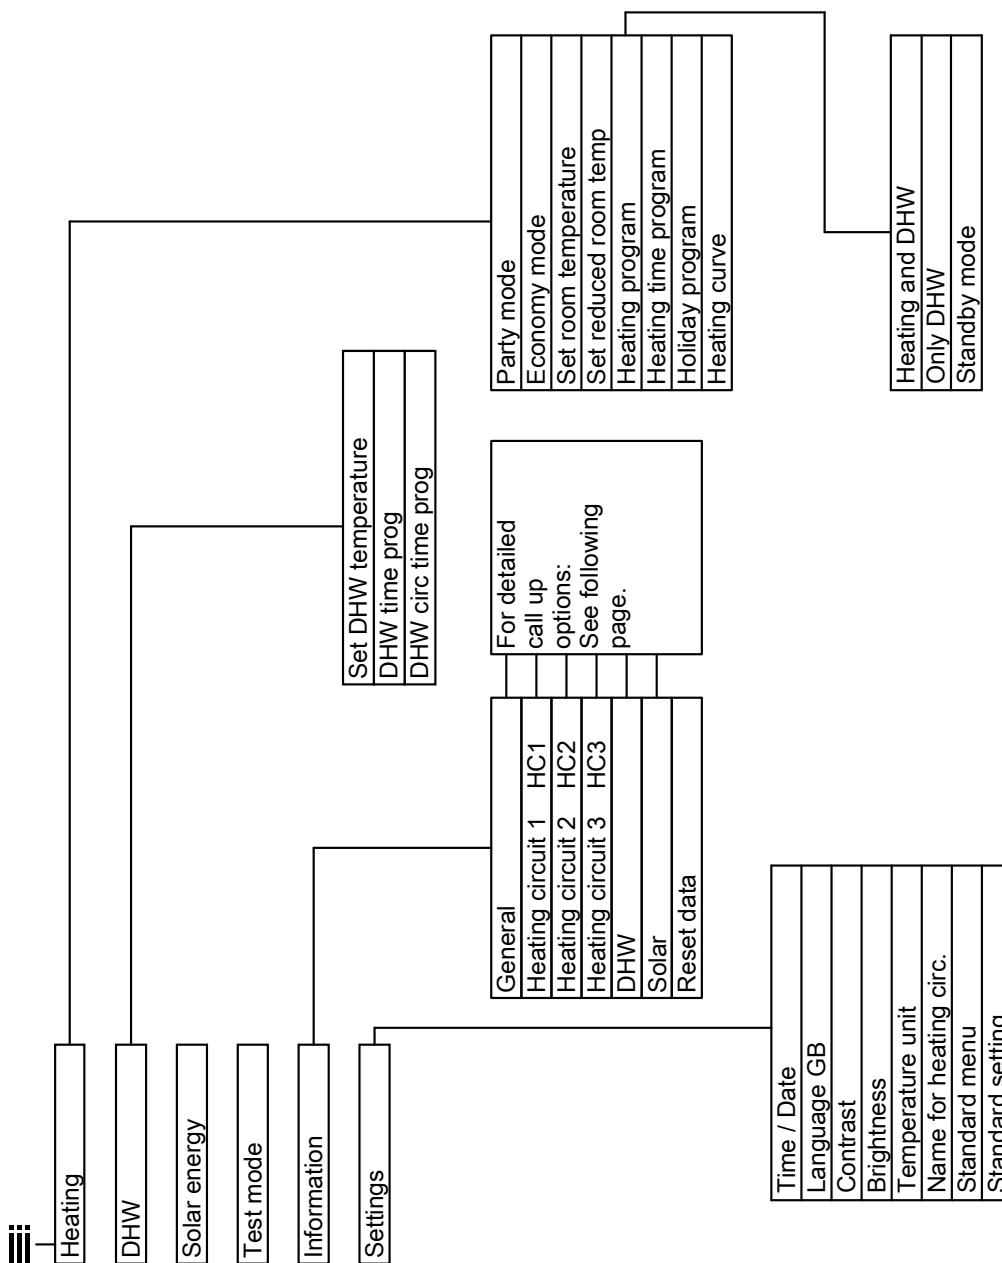 Heating
DHW
Solar energy
Test mode
Information
Settings
Party mode
Economy mode
Set room temperature
Set reduced room temp
Heating program
Heating time program
Holiday program
Heating curve
Heating and DHW
Only DHW
Standby mode
Set DHW temperature
DHW time prog
DHW circ time prog
General
Heating circuit 1 HC1
Heating circuit 2 HC2
Heating circuit 3 HC3
DHW
Solar
Reset data
For detailed
call up
options:
See following
page.
Time / Date
Language GB
Contrast
Brightness
Temperature unit
Name for heating circ.
Standard menu
Standard setting